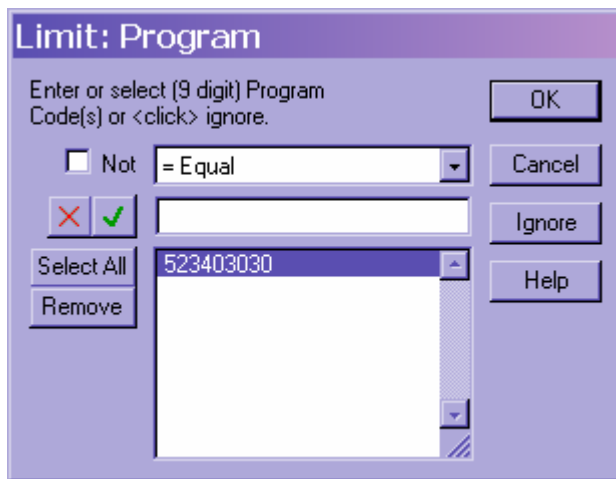 Limit: Program
Enter or select (9 digit) Program
Code(s) or <click> ignore.
OK
Not
= Equal
Cancel
Ignore
Select All
523403030
Help
Remove